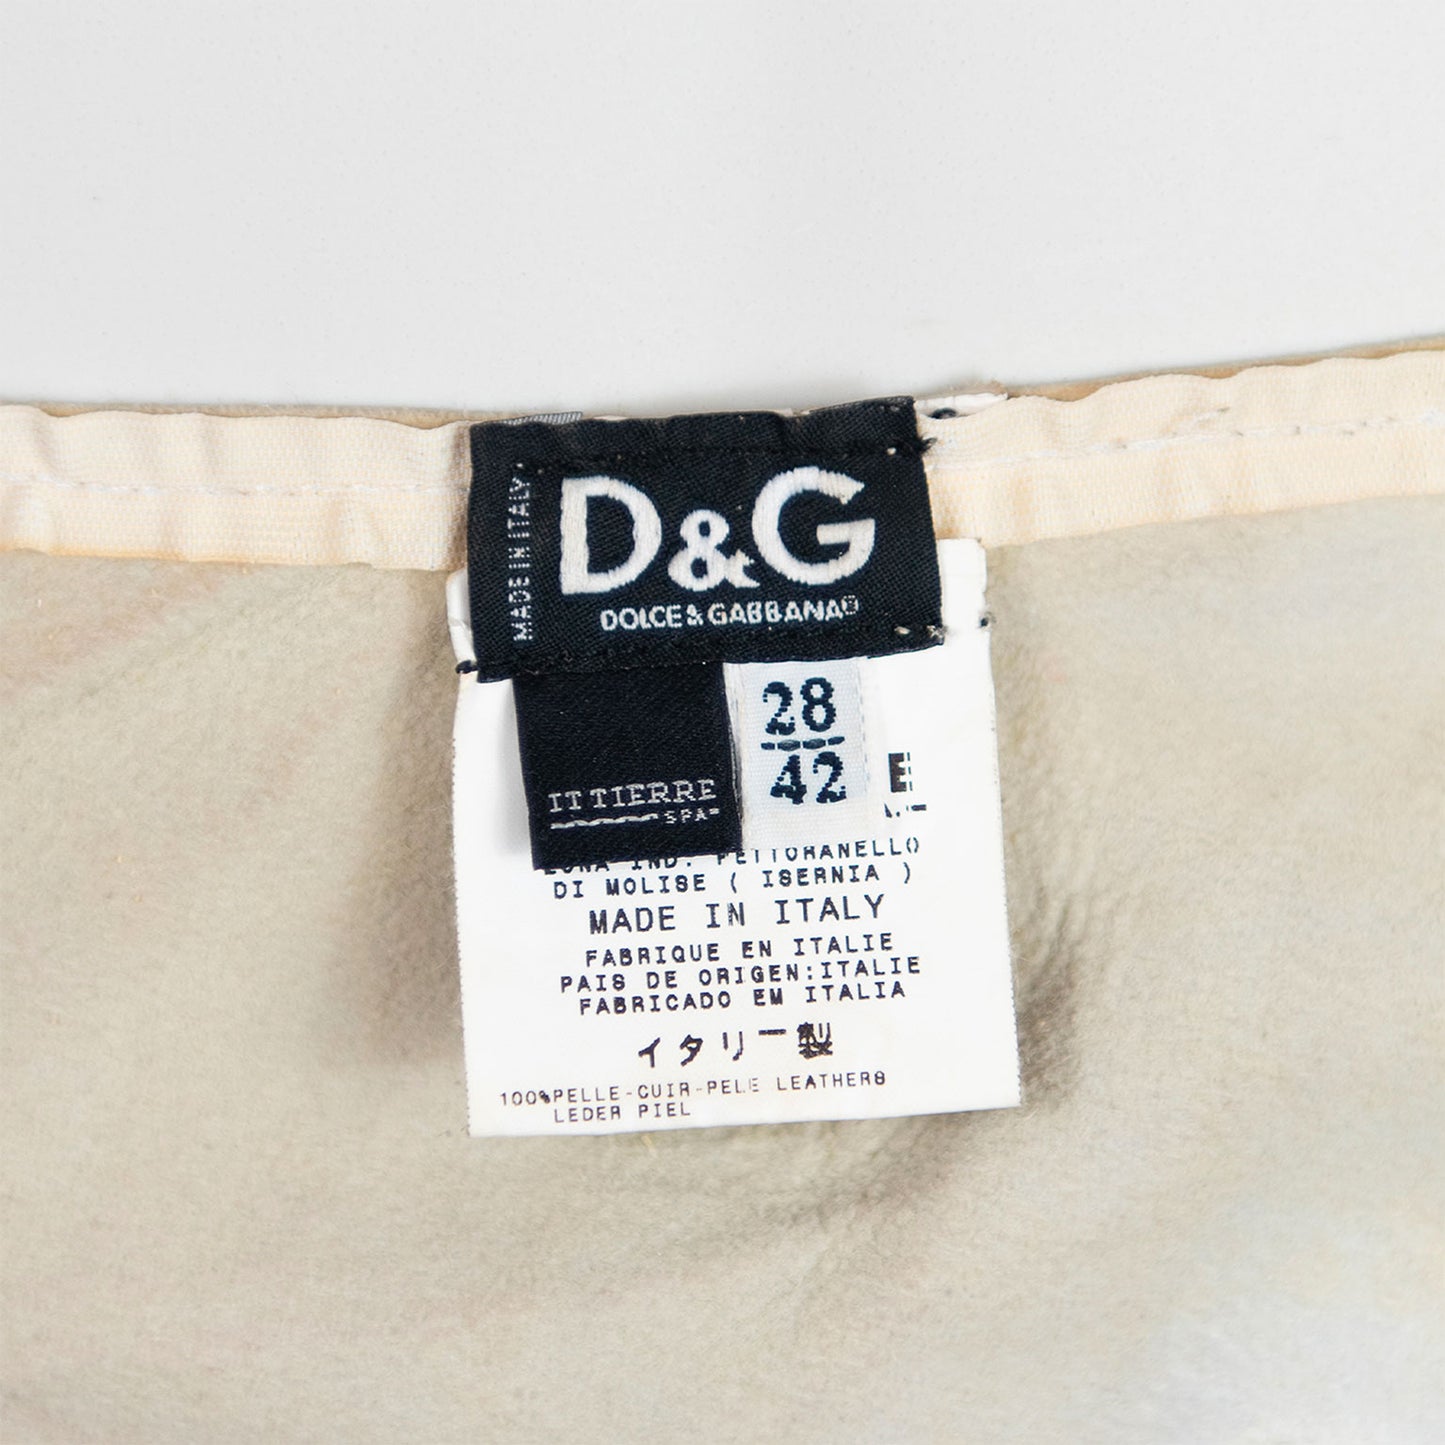 MADE IN ITALY
D&G
DOLCE & GABBANA®
28
42
IT TIERRE
SPA
IND. PETTORANELLO
DI MOLISE ( ISERNIA )
MADE IN ITALY
FABRIQUE EN ITALIE
PAIS DE ORIGEN:ITALIE
FABRICADO EM ITALIA
イタリー製
100%PELLE-CUIR-PELE LEATHERS
LEDER PIEL